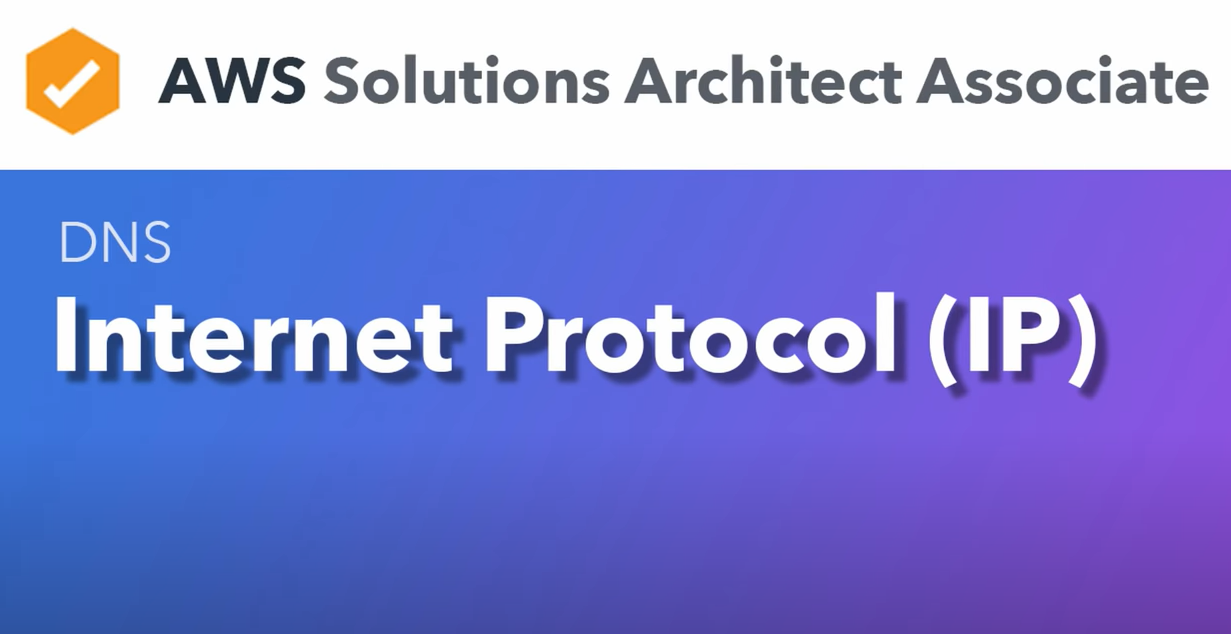 AWS Solutions Architect Associate
DNS
Internet Protocol (IP)